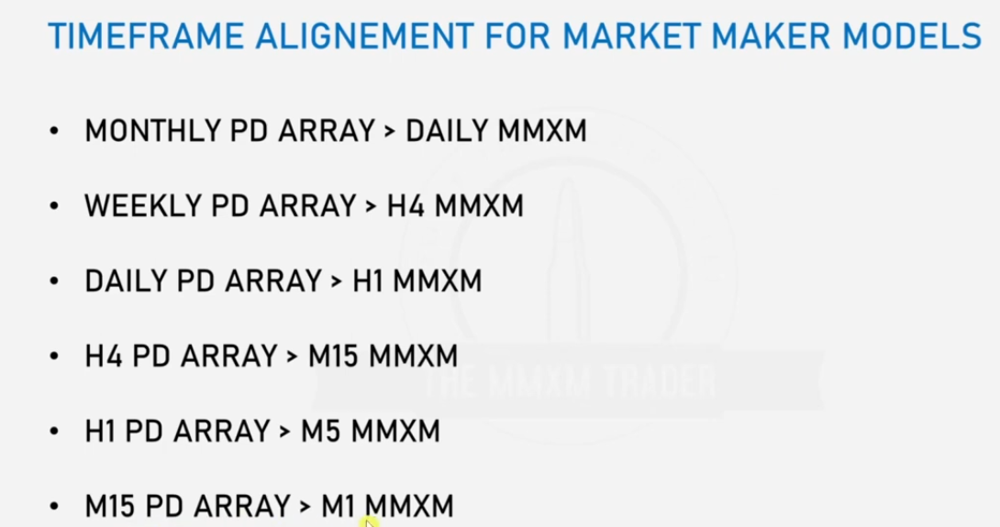 TIMEFRAME ALIGNEMENT FOR MARKET MAKER MODELS
• MONTHLY PD ARRAY > DAILY MMXM
• WEEKLY PD ARRAY > H4 MMXM
• DAILY PD ARRAY > H1 MMXM
• H4 PD ARRAY > M15 MMXM
THE MMXM TRADER
• H1 PD ARRAY > M5 MMXM
• M15 PD ARRAY > M1 MMXM